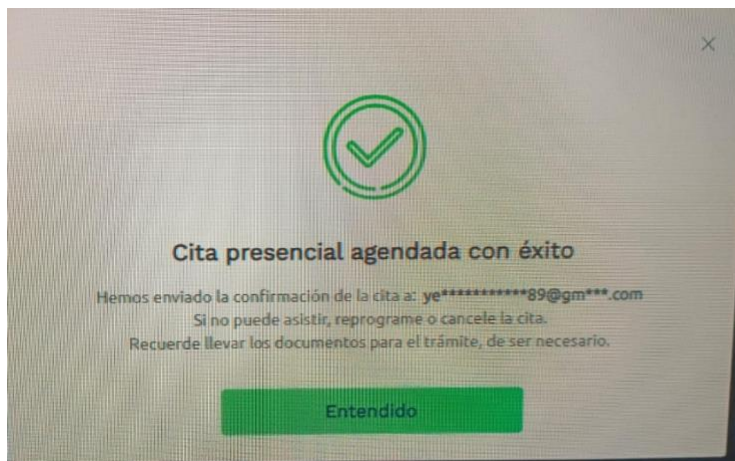 Cita presencial agendada con éxito
Hemos enviado la confirmación de la cita a: ye***********89@gm***.com
Si no puede asistir, reprograme o cancele la cita.
Recuerde llevar los documentos para el trámite, de ser necesario.
Entendido